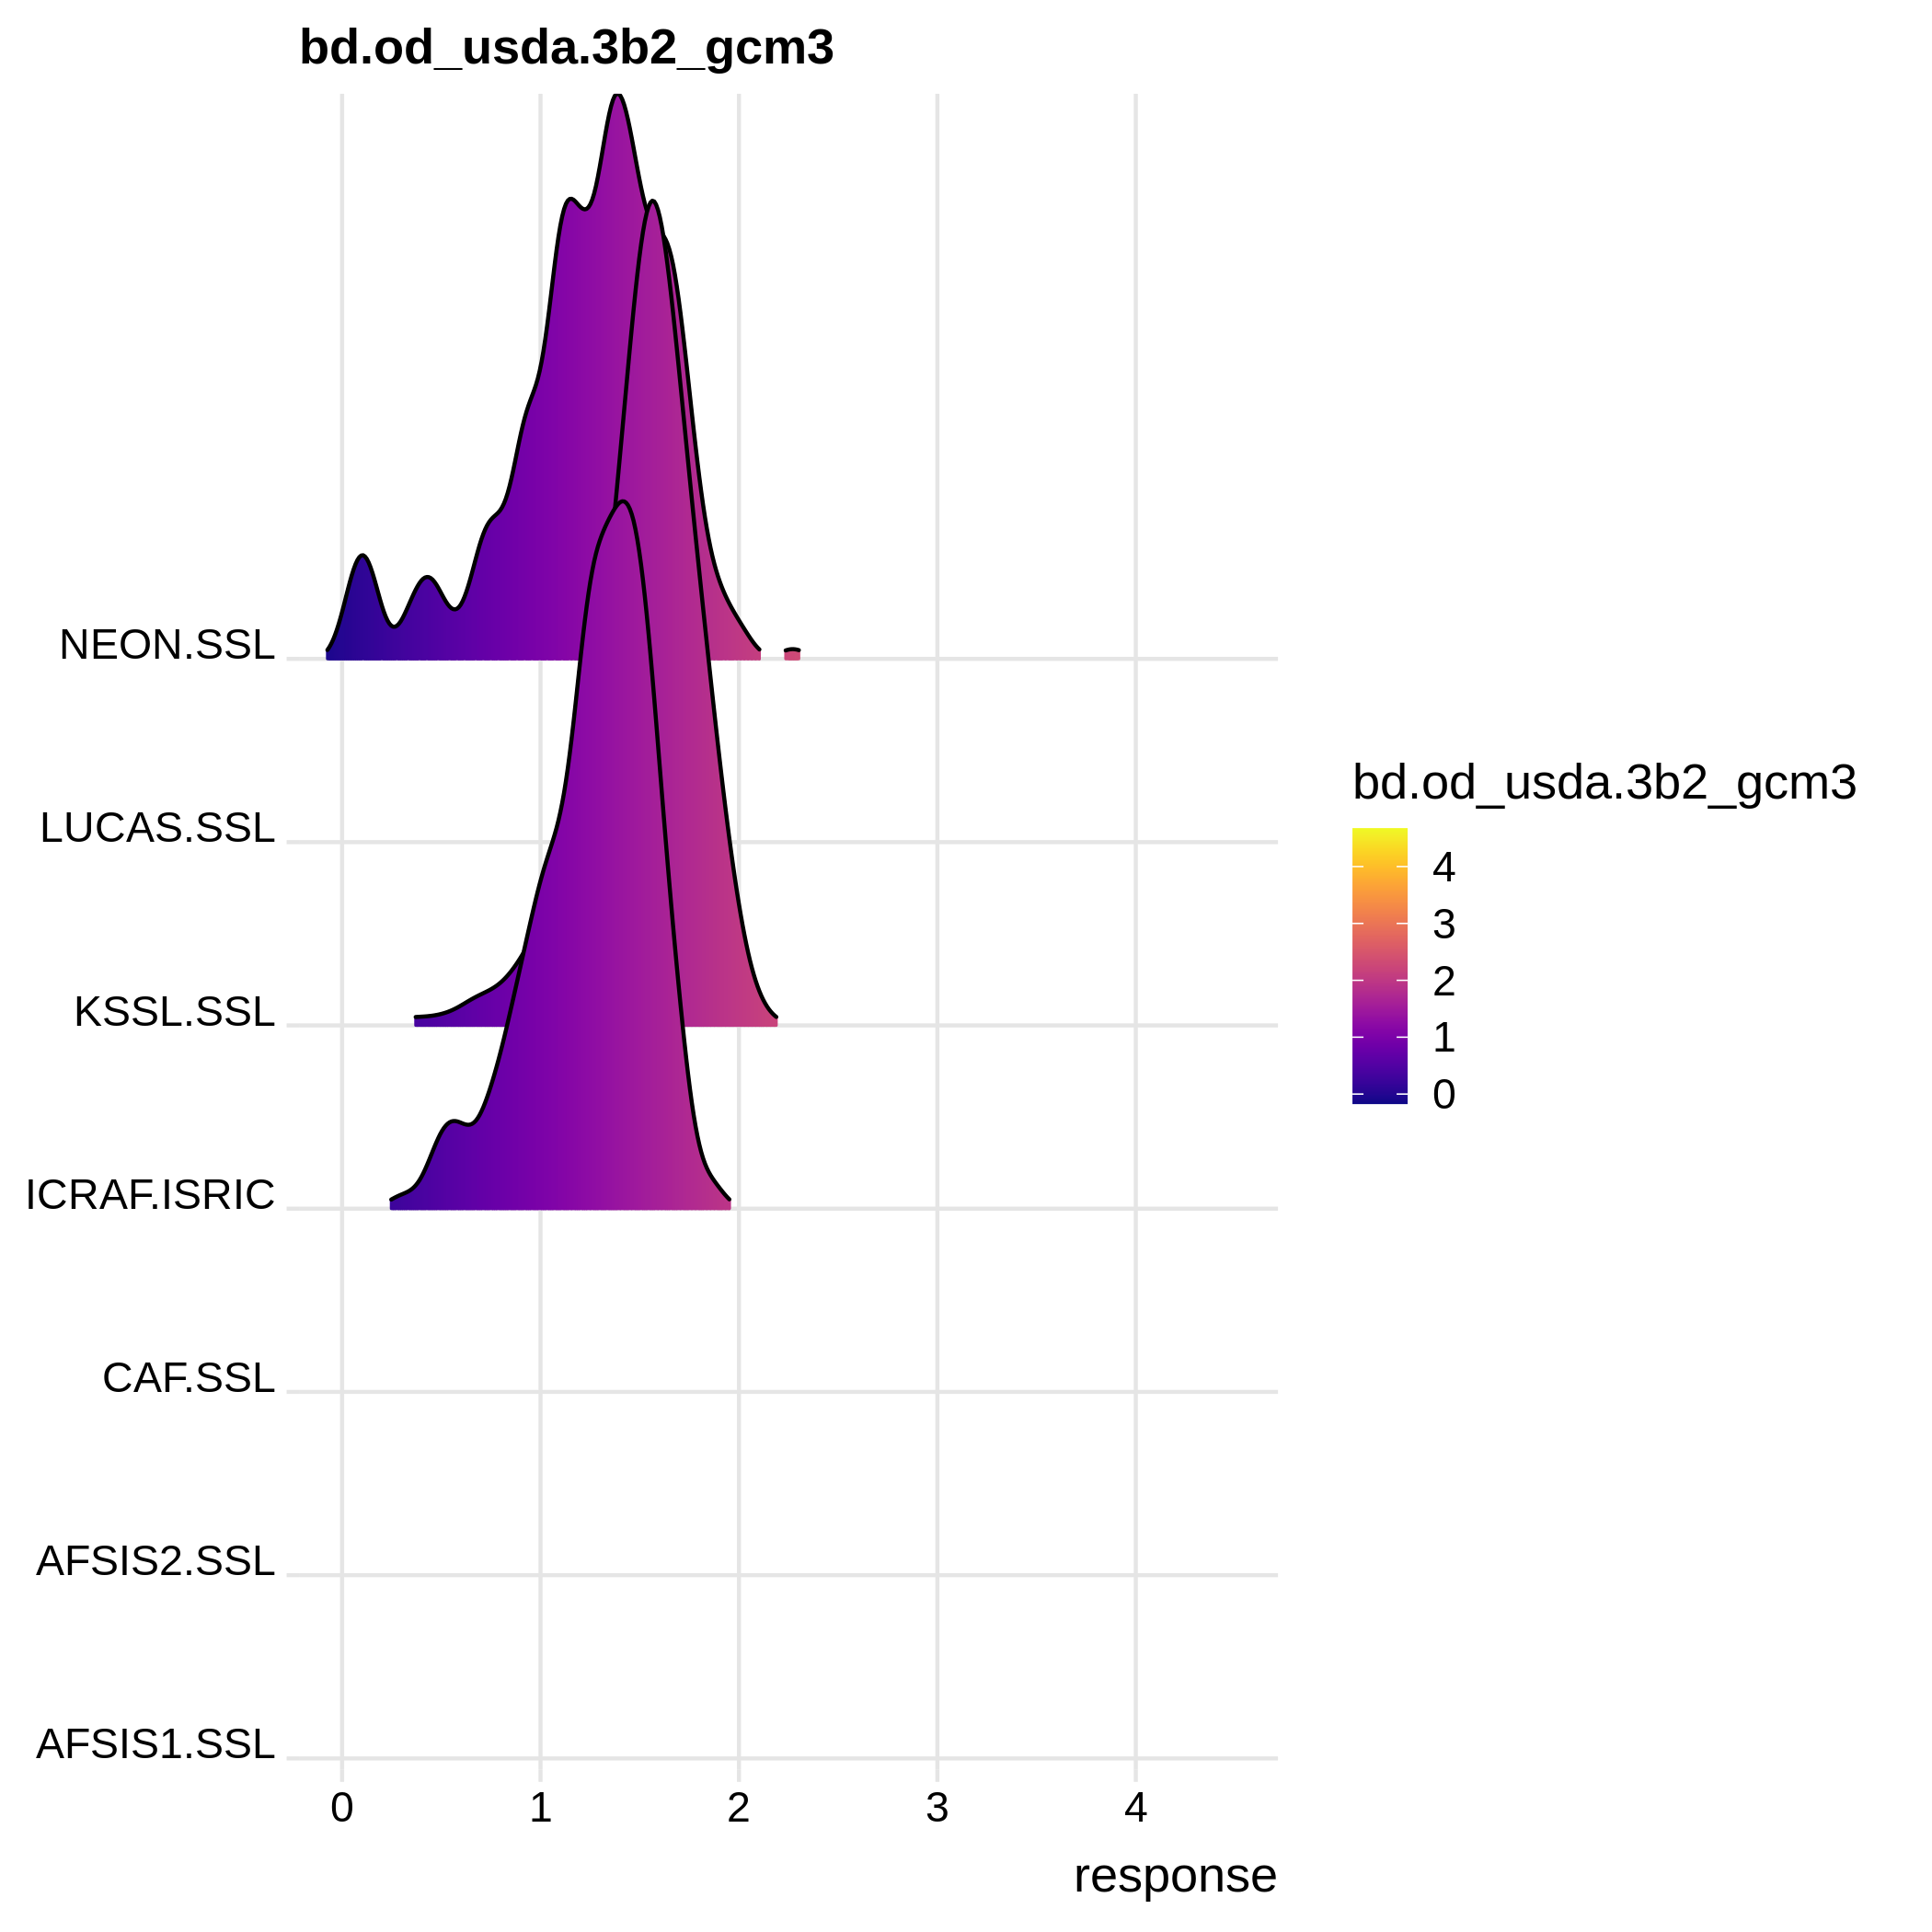 bd.od_usda.3b2_gcm3
NEON.SSL
LUCAS.SSL
KSSL.SSL
ICRAF.ISRIC
CAF.SSL
AFSIS2.SSL
AFSIS1.SSL
0 1 2 3 4
response
bd.od_usda.3b2_gcm3
4
3
2
1
0